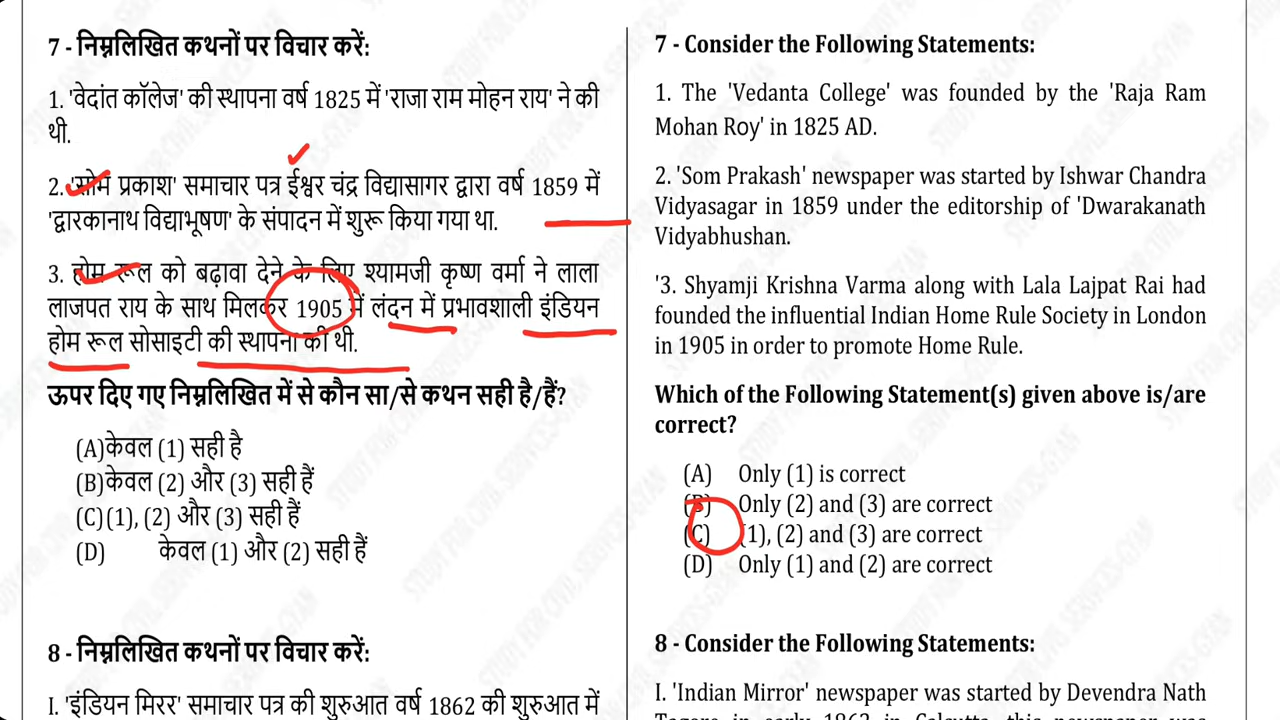 7 - निम्नलिखित कथनों पर विचार करें:
1. 'वेदांत कॉलेज' की स्थापना वर्ष 1825 में 'राजा राम मोहन राय' ने की
थी.
2. 'सोम प्रकाश' समाचार पत्र ईश्वर चंद्र विद्यासागर द्वारा वर्ष 1859 में
'द्वारकानाथ विद्याभूषण' के संपादन में शुरू किया गया था.
3. होम रूल को बढ़ावा देने के लिए श्यामजी कृष्ण वर्मा ने लाला
लाजपत राय के साथ मिलकर 1905 में लंदन में प्रभावशाली इंडियन
होम रूल सोसाइटी की स्थापना की थी.
ऊपर दिए गए निम्नलिखित में से कौन सा/से कथन सही है/हैं?
(A)केवल (1) सही है
(B)केवल (2) और (3) सही हैं
(C)(1), (2) और (3) सही हैं
(D) केवल (1) और (2) सही हैं
8 - निम्नलिखित कथनों पर विचार करें:
I. 'इंडियन मिरर' समाचार पत्र की शुरुआत वर्ष 1862 की शुरुआत में
7 - Consider the Following Statements:
1. The 'Vedanta College' was founded by the 'Raja Ram
Mohan Roy' in 1825 AD.
2. 'Som Prakash' newspaper was started by Ishwar Chandra
Vidyasagar in 1859 under the editorship of 'Dwarakanath
Vidyabhushan.
'3. Shyamji Krishna Varma along with Lala Lajpat Rai had
founded the influential Indian Home Rule Society in London
in 1905 in order to promote Home Rule.
Which of the Following Statement(s) given above is/are
correct?
(A) Only (1) is correct
(B) Only (2) and (3) are correct
(C) (1), (2) and (3) are correct
(D) Only (1) and (2) are correct
8 - Consider the Following Statements:
I. 'Indian Mirror' newspaper was started by Devendra Nath
Tagore in early 1862 in Calcutta, this newspaper was